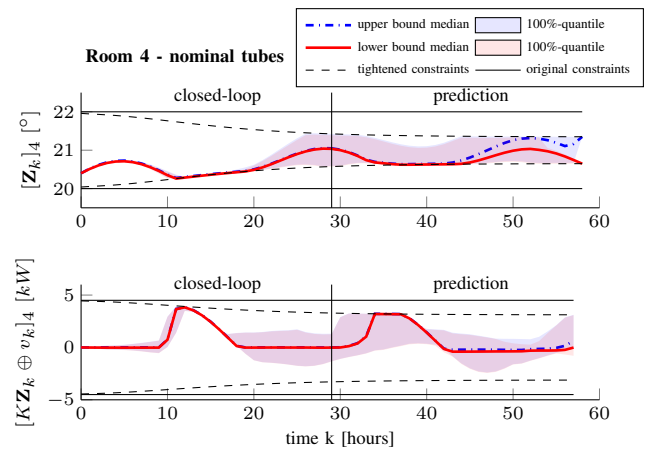 upper bound median 100%-quantile
lower bound median 100%-quantile
tightened constraints original constraints
Room 4 - nominal tubes
closed-loop prediction
22
21
20
[Z_k]_4 [°]
0 10 20 30 40 50 60
closed-loop prediction
5
0
−5
[KZ_k ⊕ v_k]_4 [kW]
0 10 20 30 40 50 60
time k [hours]